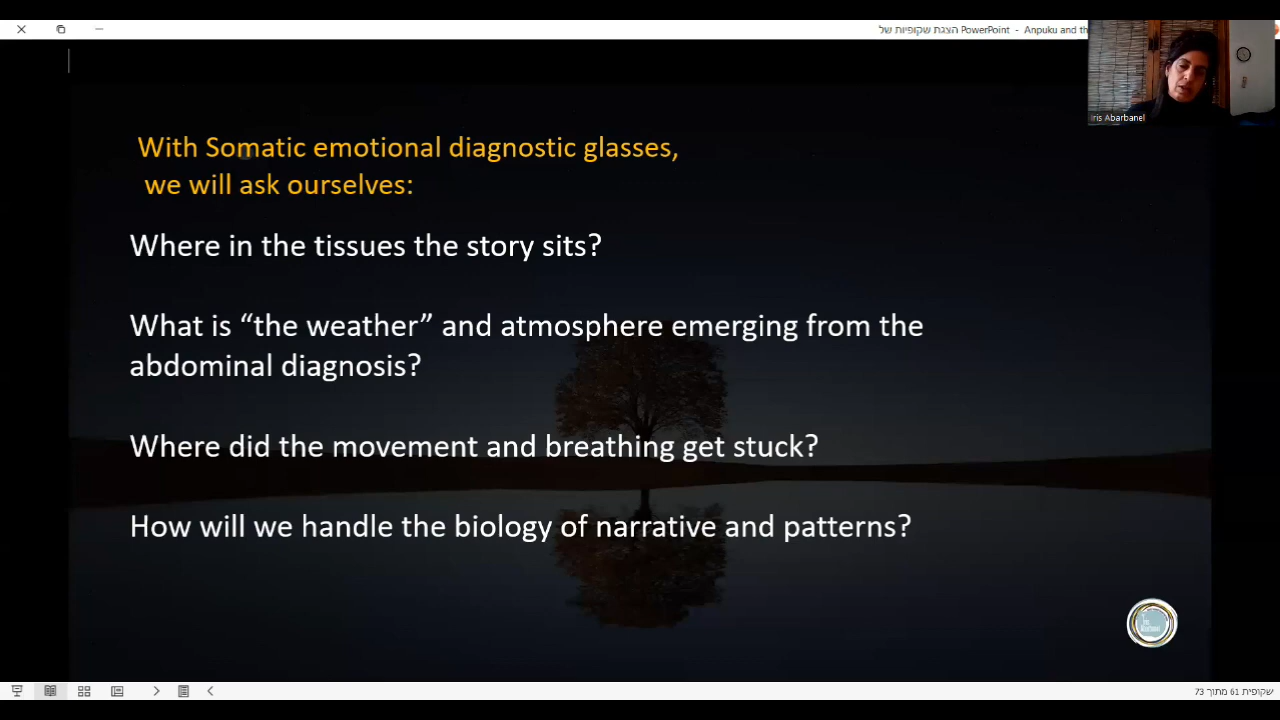 הצגת שקופיות של PowerPoint - Anpuku and th
Iris Abarbanel
With Somatic emotional diagnostic glasses,
we will ask ourselves:
Where in the tissues the story sits?
What is “the weather” and atmosphere emerging from the
abdominal diagnosis?
Where did the movement and breathing get stuck?
How will we handle the biology of narrative and patterns?
Iris
Abarbanel
שקופית 61 מתוך 73